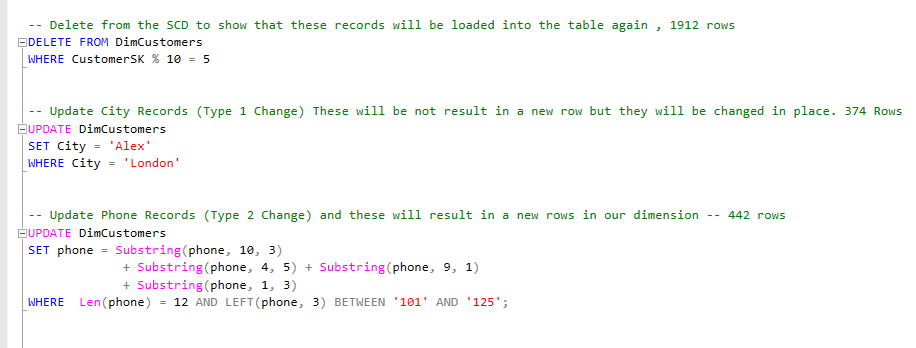 -- Delete from the SCD to show that these records will be loaded into the table again , 1912 rows
DELETE FROM DimCustomers
WHERE CustomerSK % 10 = 5
-- Update City Records (Type 1 Change) These will be not result in a new row but they will be changed in place. 374 Rows
UPDATE DimCustomers
SET City = 'Alex'
WHERE City = 'London'
-- Update Phone Records (Type 2 Change) and these will result in a new rows in our dimension -- 442 rows
UPDATE DimCustomers
SET phone = Substring(phone, 10, 3)
+ Substring(phone, 4, 5) + Substring(phone, 9, 1)
+ Substring(phone, 1, 3)
WHERE  Len(phone) = 12 AND LEFT(phone, 3) BETWEEN '101' AND '125';